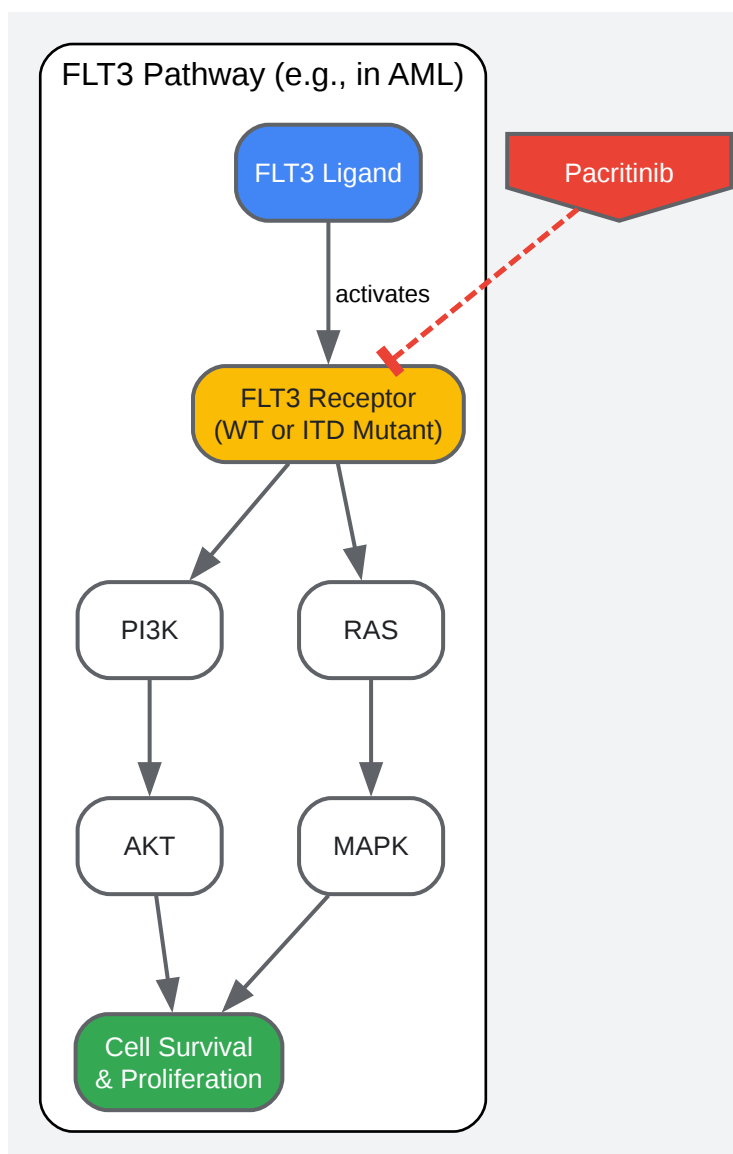 FLT3 Pathway (e.g., in AML)
FLT3 Ligand
Pacritinib
activates
FLT3 Receptor
(WT or ITD Mutant)
PI3K
RAS
AKT
MAPK
Cell Survival
& Proliferation